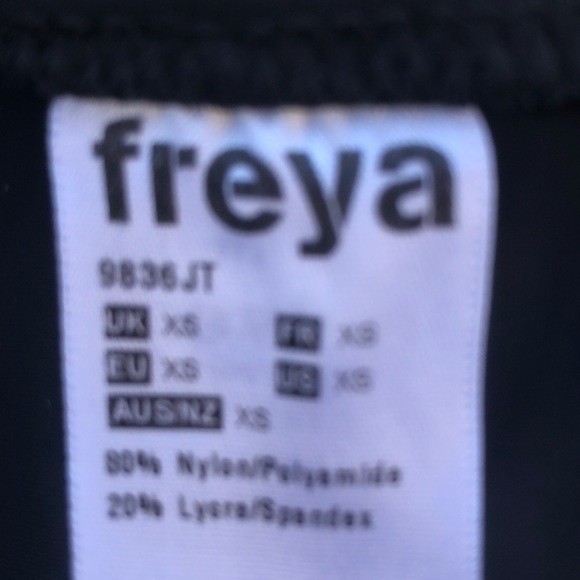 freya
9836JT
UK XS FR XS
EU XS US XS
AUS/NZ XS
80% Nylon/Polyamide
20% Lycra/Spandex